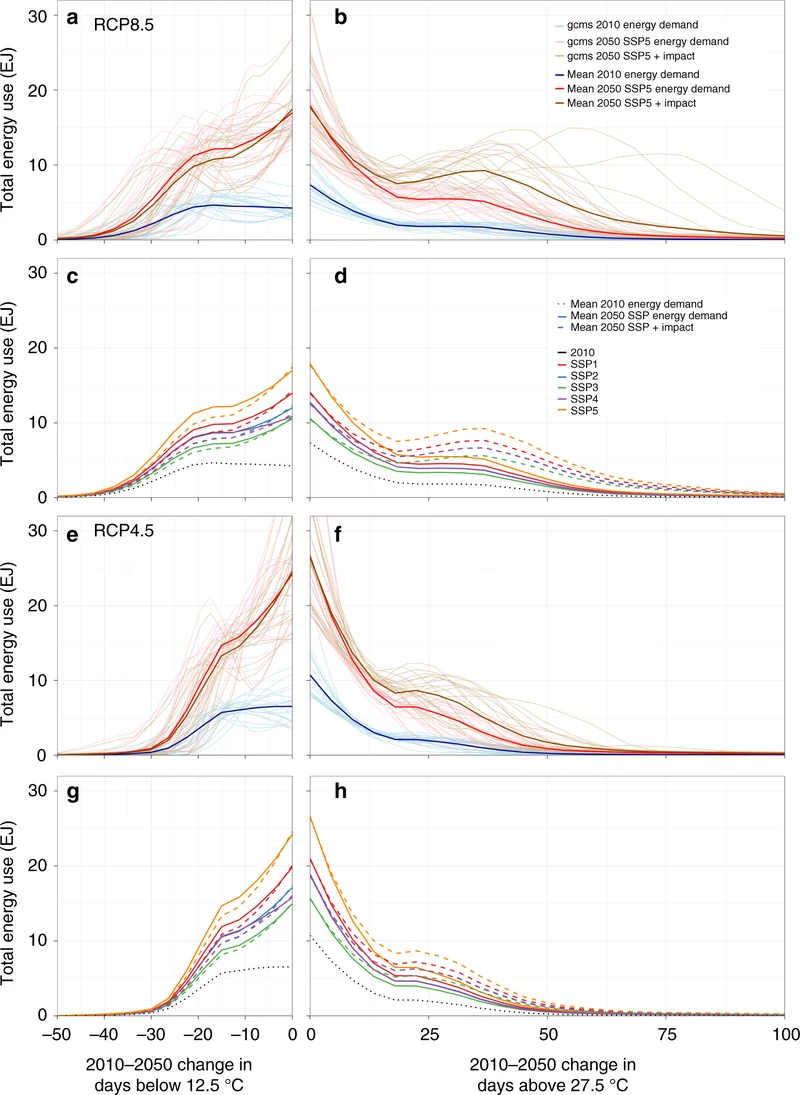 a RCP8.5
b
gcms 2010 energy demand
gcms 2050 SSP5 energy demand
gcms 2050 SSP5 + impact
Mean 2010 energy demand
Mean 2050 SSP5 energy demand
Mean 2050 SSP5 + impact
Total energy use (EJ)
30
20
10
0
c
d
Mean 2010 energy demand
Mean 2050 SSP energy demand
Mean 2050 SSP + impact
2010
SSP1
SSP2
SSP3
SSP4
SSP5
Total energy use (EJ)
30
20
10
0
e RCP4.5
f
Total energy use (EJ)
30
20
10
0
g
h
Total energy use (EJ)
30
20
10
0
–50 –40 –30 –20 –10 0
0 25 50 75 100
2010–2050 change in
days below 12.5 °C
2010–2050 change in
days above 27.5 °C